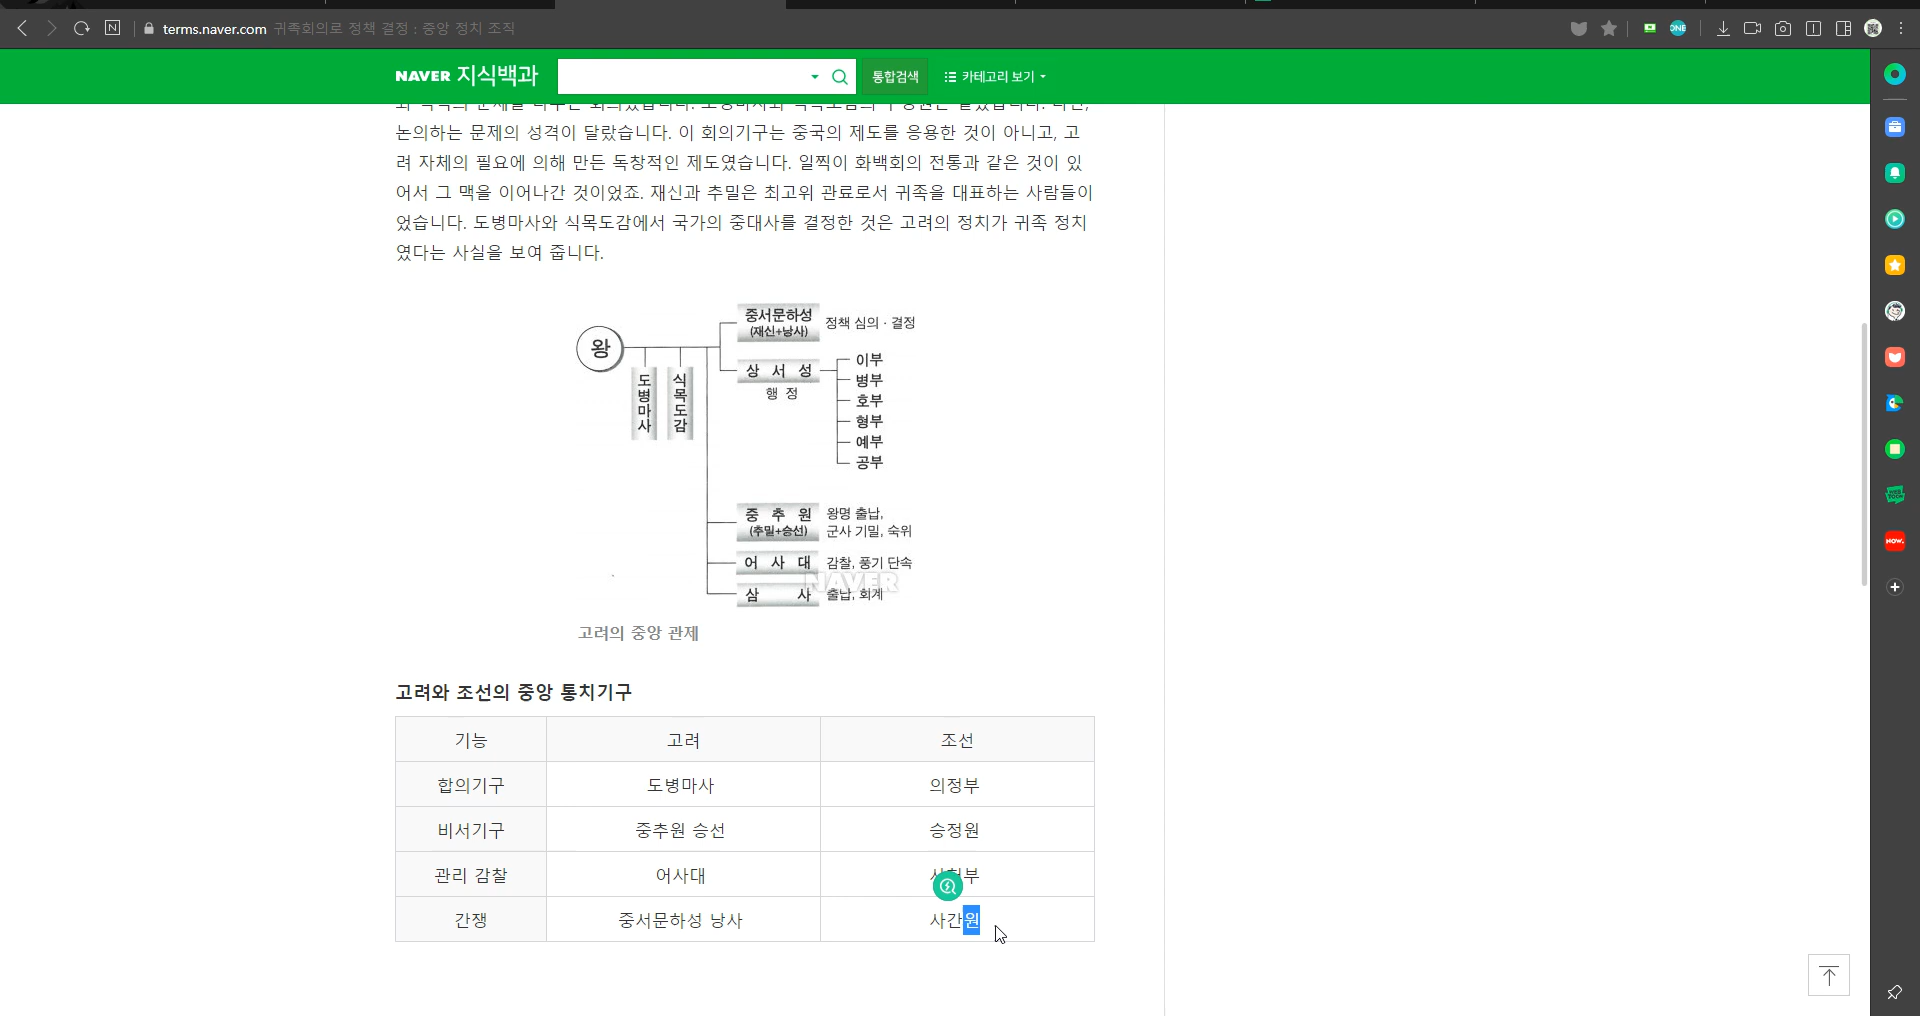 terms.naver.com 귀족회의로 정책 결정 : 중앙 정치 조직
NAVER 지식백과
통합검색
카테고리 보기
논의하는 문제의 성격이 달랐습니다. 이 회의기구는 중국의 제도를 응용한 것이 아니고, 고
려 자체의 필요에 의해 만든 독창적인 제도였습니다. 일찍이 화백회의 전통과 같은 것이 있
어서 그 맥을 이어나간 것이었죠. 재신과 추밀은 최고위 관료로서 귀족을 대표하는 사람들이
었습니다. 도병마사와 식목도감에서 국가의 중대사를 결정한 것은 고려의 정치가 귀족 정치
였다는 사실을 보여 줍니다.
왕
도병마사
식목도감
중서문하성
(재신+낭사)
정책 심의 · 결정
상 서 성
행 정
이부
병부
호부
형부
예부
공부
중 추 원
(추밀+승선)
왕명 출납,
군사 기밀, 숙위
어 사 대
감찰, 풍기 단속
삼 사
출납, 회계
NAVER
고려의 중앙 관제
고려와 조선의 중앙 통치기구
기능 고려 조선
합의기구 도병마사 의정부
비서기구 중추원 승선 승정원
관리 감찰 어사대
간쟁 중서문하성 낭사 사간원
ONE
NOW.